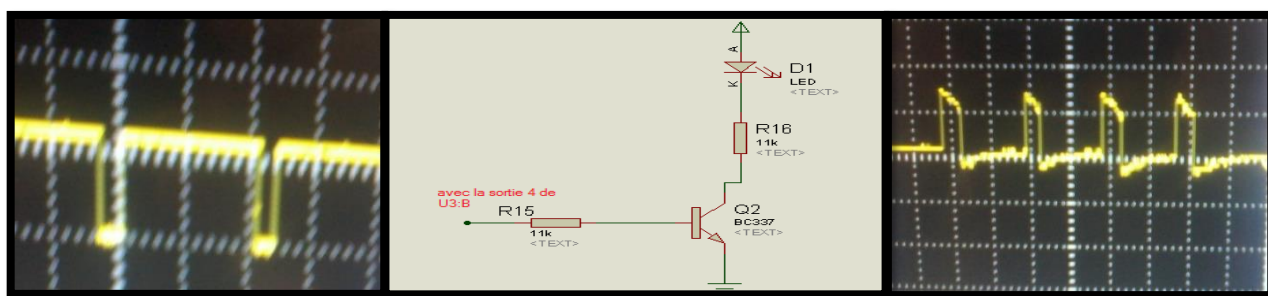 A
D1
LED
<TEXT>
K
R16
11k
<TEXT>
avec la sortie 4 de
U3:B
R15
11k
<TEXT>
Q2
BC337
<TEXT>